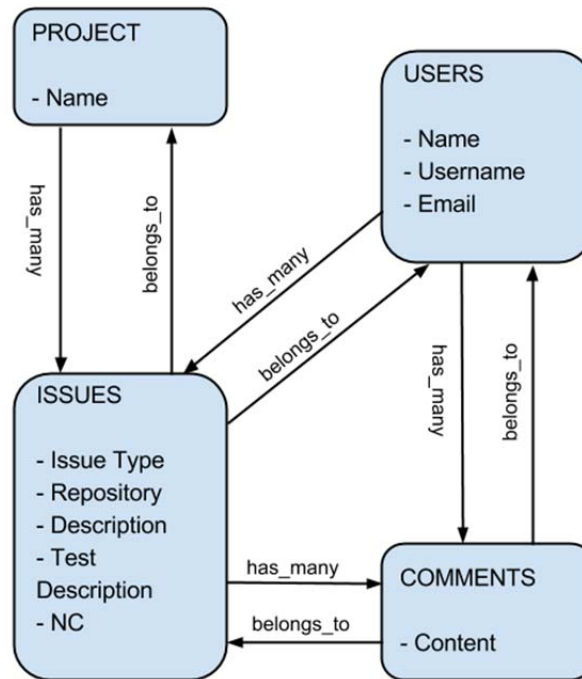 PROJECT
- Name
USERS
- Name
- Username
- Email
has_many
belongs_to
has_many
belongs_to
has_many
belongs_to
ISSUES
- Issue Type
- Repository
- Description
- Test
Description
- NC
has_many
belongs_to
COMMENTS
- Content